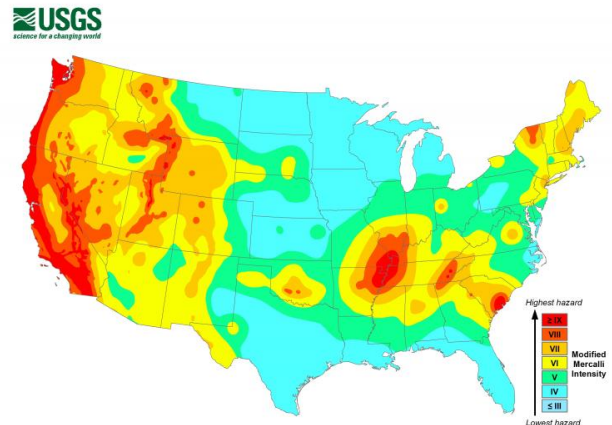 USGS
science for a changing world
Highest hazard
≥ IX
VIII
VII
VI
V
IV
≤ III
Modified
Mercalli
Intensity
Lowest hazard